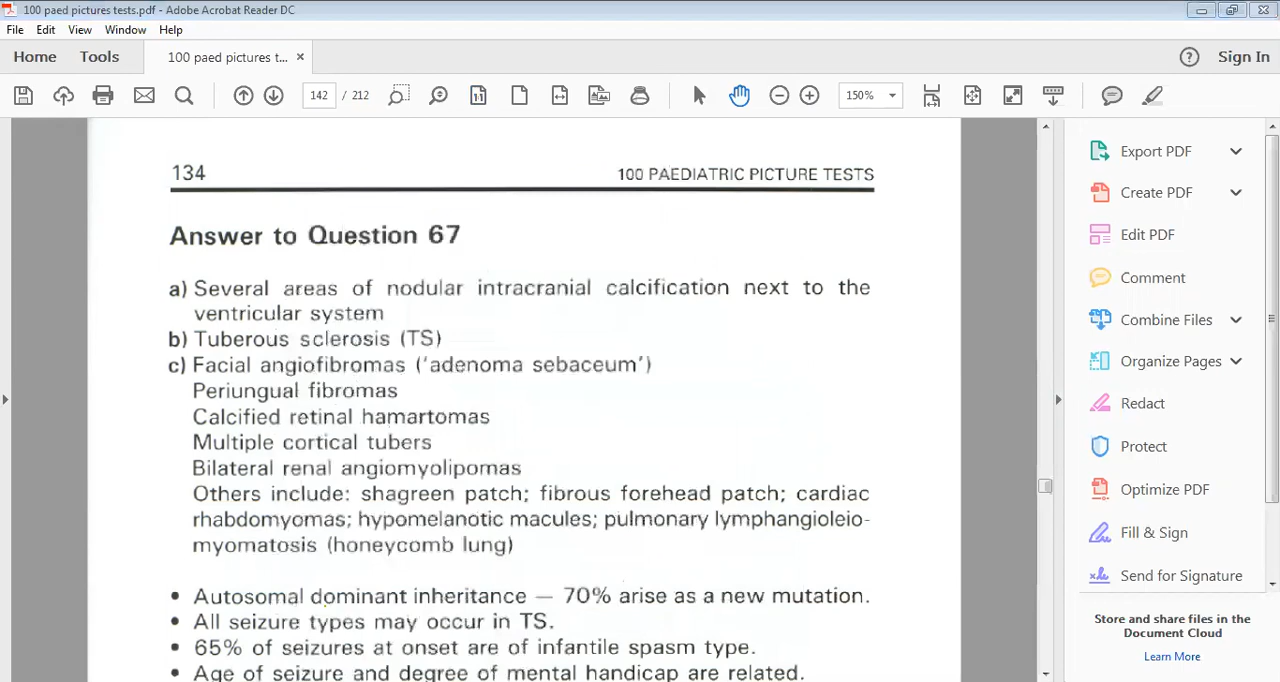 100 paed pictures tests.pdf - Adobe Acrobat Reader DC
File Edit View Window Help
Home Tools 100 paed pictures t... × ? Sign In
142 / 212 150%
134 100 PAEDIATRIC PICTURE TESTS
Answer to Question 67
a) Several areas of nodular intracranial calcification next to the
ventricular system
b) Tuberous sclerosis (TS)
c) Facial angiofibromas ('adenoma sebaceum')
Periungual fibromas
Calcified retinal hamartomas
Multiple cortical tubers
Bilateral renal angiomyolipomas
Others include: shagreen patch; fibrous forehead patch; cardiac
rhabdomyomas; hypomelanotic macules; pulmonary lymphangioleio-
myomatosis (honeycomb lung)
• Autosomal dominant inheritance — 70% arise as a new mutation.
• All seizure types may occur in TS.
• 65% of seizures at onset are of infantile spasm type.
• Age of seizure and degree of mental handicap are related.
Export PDF
Create PDF
Edit PDF
Comment
Combine Files
Organize Pages
Redact
Protect
Optimize PDF
Fill & Sign
Send for Signature
Store and share files in the
Document Cloud
Learn More